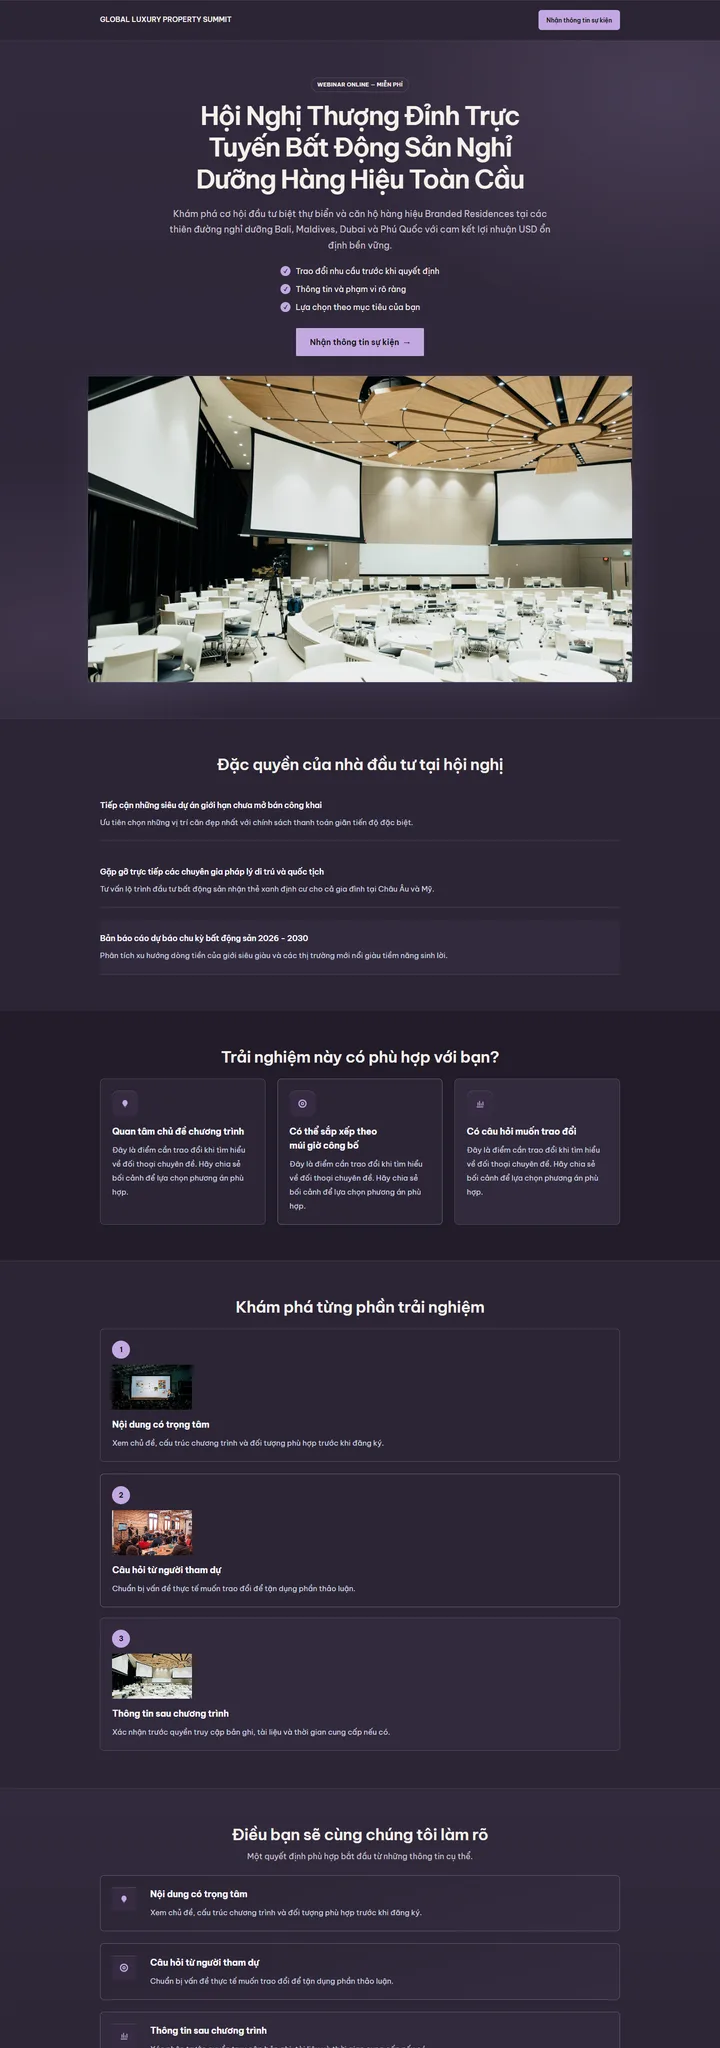 GLOBAL LUXURY PROPERTY SUMMIT
Nhận thông tin sự kiện
WEBINAR ONLINE — MIỄN PHÍ
Hội Nghị Thượng Đỉnh Trực
Tuyến Bất Động Sản Nghỉ
Dưỡng Hàng Hiệu Toàn Cầu
Khám phá cơ hội đầu tư biệt thự biển và căn hộ hàng hiệu Branded Residences tại các
thiên đường nghỉ dưỡng Bali, Maldives, Dubai và Phú Quốc với cam kết lợi nhuận USD ổn
định bền vững.
Trao đổi nhu cầu trước khi quyết định
Thông tin và phạm vi rõ ràng
Lựa chọn theo mục tiêu của bạn
Nhận thông tin sự kiện →
Đặc quyền của nhà đầu tư tại hội nghị
Tiếp cận những siêu dự án giới hạn chưa mở bán công khai
Ưu tiên chọn những vị trí căn đẹp nhất với chính sách thanh toán giãn tiến độ đặc biệt.
Gặp gỡ trực tiếp các chuyên gia pháp lý di trú và quốc tịch
Tư vấn lộ trình đầu tư bất động sản nhận thẻ xanh định cư cho cả gia đình tại Châu Âu và Mỹ.
Bản báo cáo dự báo chu kỳ bất động sản 2026 - 2030
Phân tích xu hướng dòng tiền của giới siêu giàu và các thị trường mới nổi giàu tiềm năng sinh lời.
Trải nghiệm này có phù hợp với bạn?
Quan tâm chủ đề chương trình
Đây là điểm cần trao đổi khi tìm hiểu
về đối thoại chuyên đề. Hãy chia sẻ
bối cảnh để lựa chọn phương án phù
hợp.
Có thể sắp xếp theo
múi giờ công bố
Đây là điểm cần trao đổi khi tìm hiểu
về đối thoại chuyên đề. Hãy chia sẻ
bối cảnh để lựa chọn phương án phù
hợp.
Có câu hỏi muốn trao đổi
Đây là điểm cần trao đổi khi tìm hiểu
về đối thoại chuyên đề. Hãy chia sẻ
bối cảnh để lựa chọn phương án phù
hợp.
Khám phá từng phần trải nghiệm
1
Nội dung có trọng tâm
Xem chủ đề, cấu trúc chương trình và đối tượng phù hợp trước khi đăng ký.
2
Câu hỏi từ người tham dự
Chuẩn bị vấn đề thực tế muốn trao đổi để tận dụng phần thảo luận.
3
Thông tin sau chương trình
Xác nhận trước quyền truy cập bản ghi, tài liệu và thời gian cung cấp nếu có.
Điều bạn sẽ cùng chúng tôi làm rõ
Một quyết định phù hợp bắt đầu từ những thông tin cụ thể.
Nội dung có trọng tâm
Xem chủ đề, cấu trúc chương trình và đối tượng phù hợp trước khi đăng ký.
Câu hỏi từ người tham dự
Chuẩn bị vấn đề thực tế muốn trao đổi để tận dụng phần thảo luận.
Thông tin sau chương trình